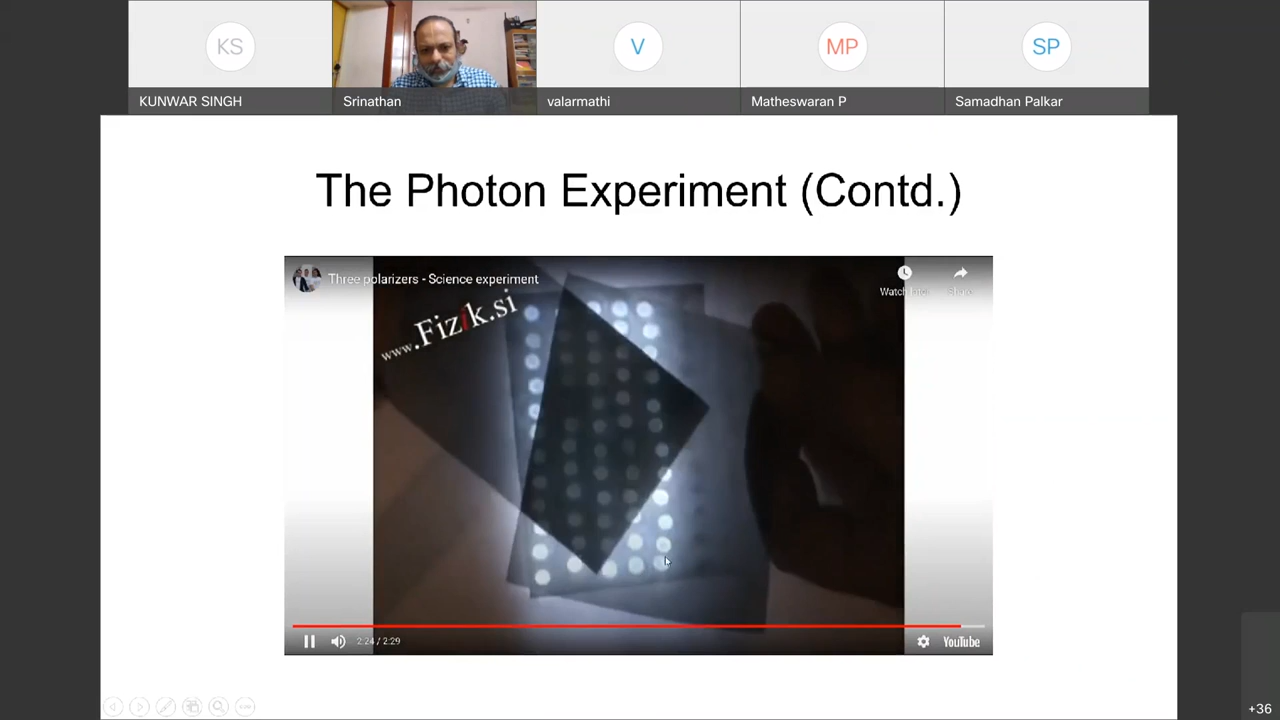 KS
V
MP
SP
KUNWAR SINGH
Srinathan
valarmathi
Matheswaran P
Samadhan Palkar
The Photon Experiment (Contd.)
Three polarizers - Science experiment
Watch later
Share
www.Fizik.si
2:24 / 2:29
YouTube
+36